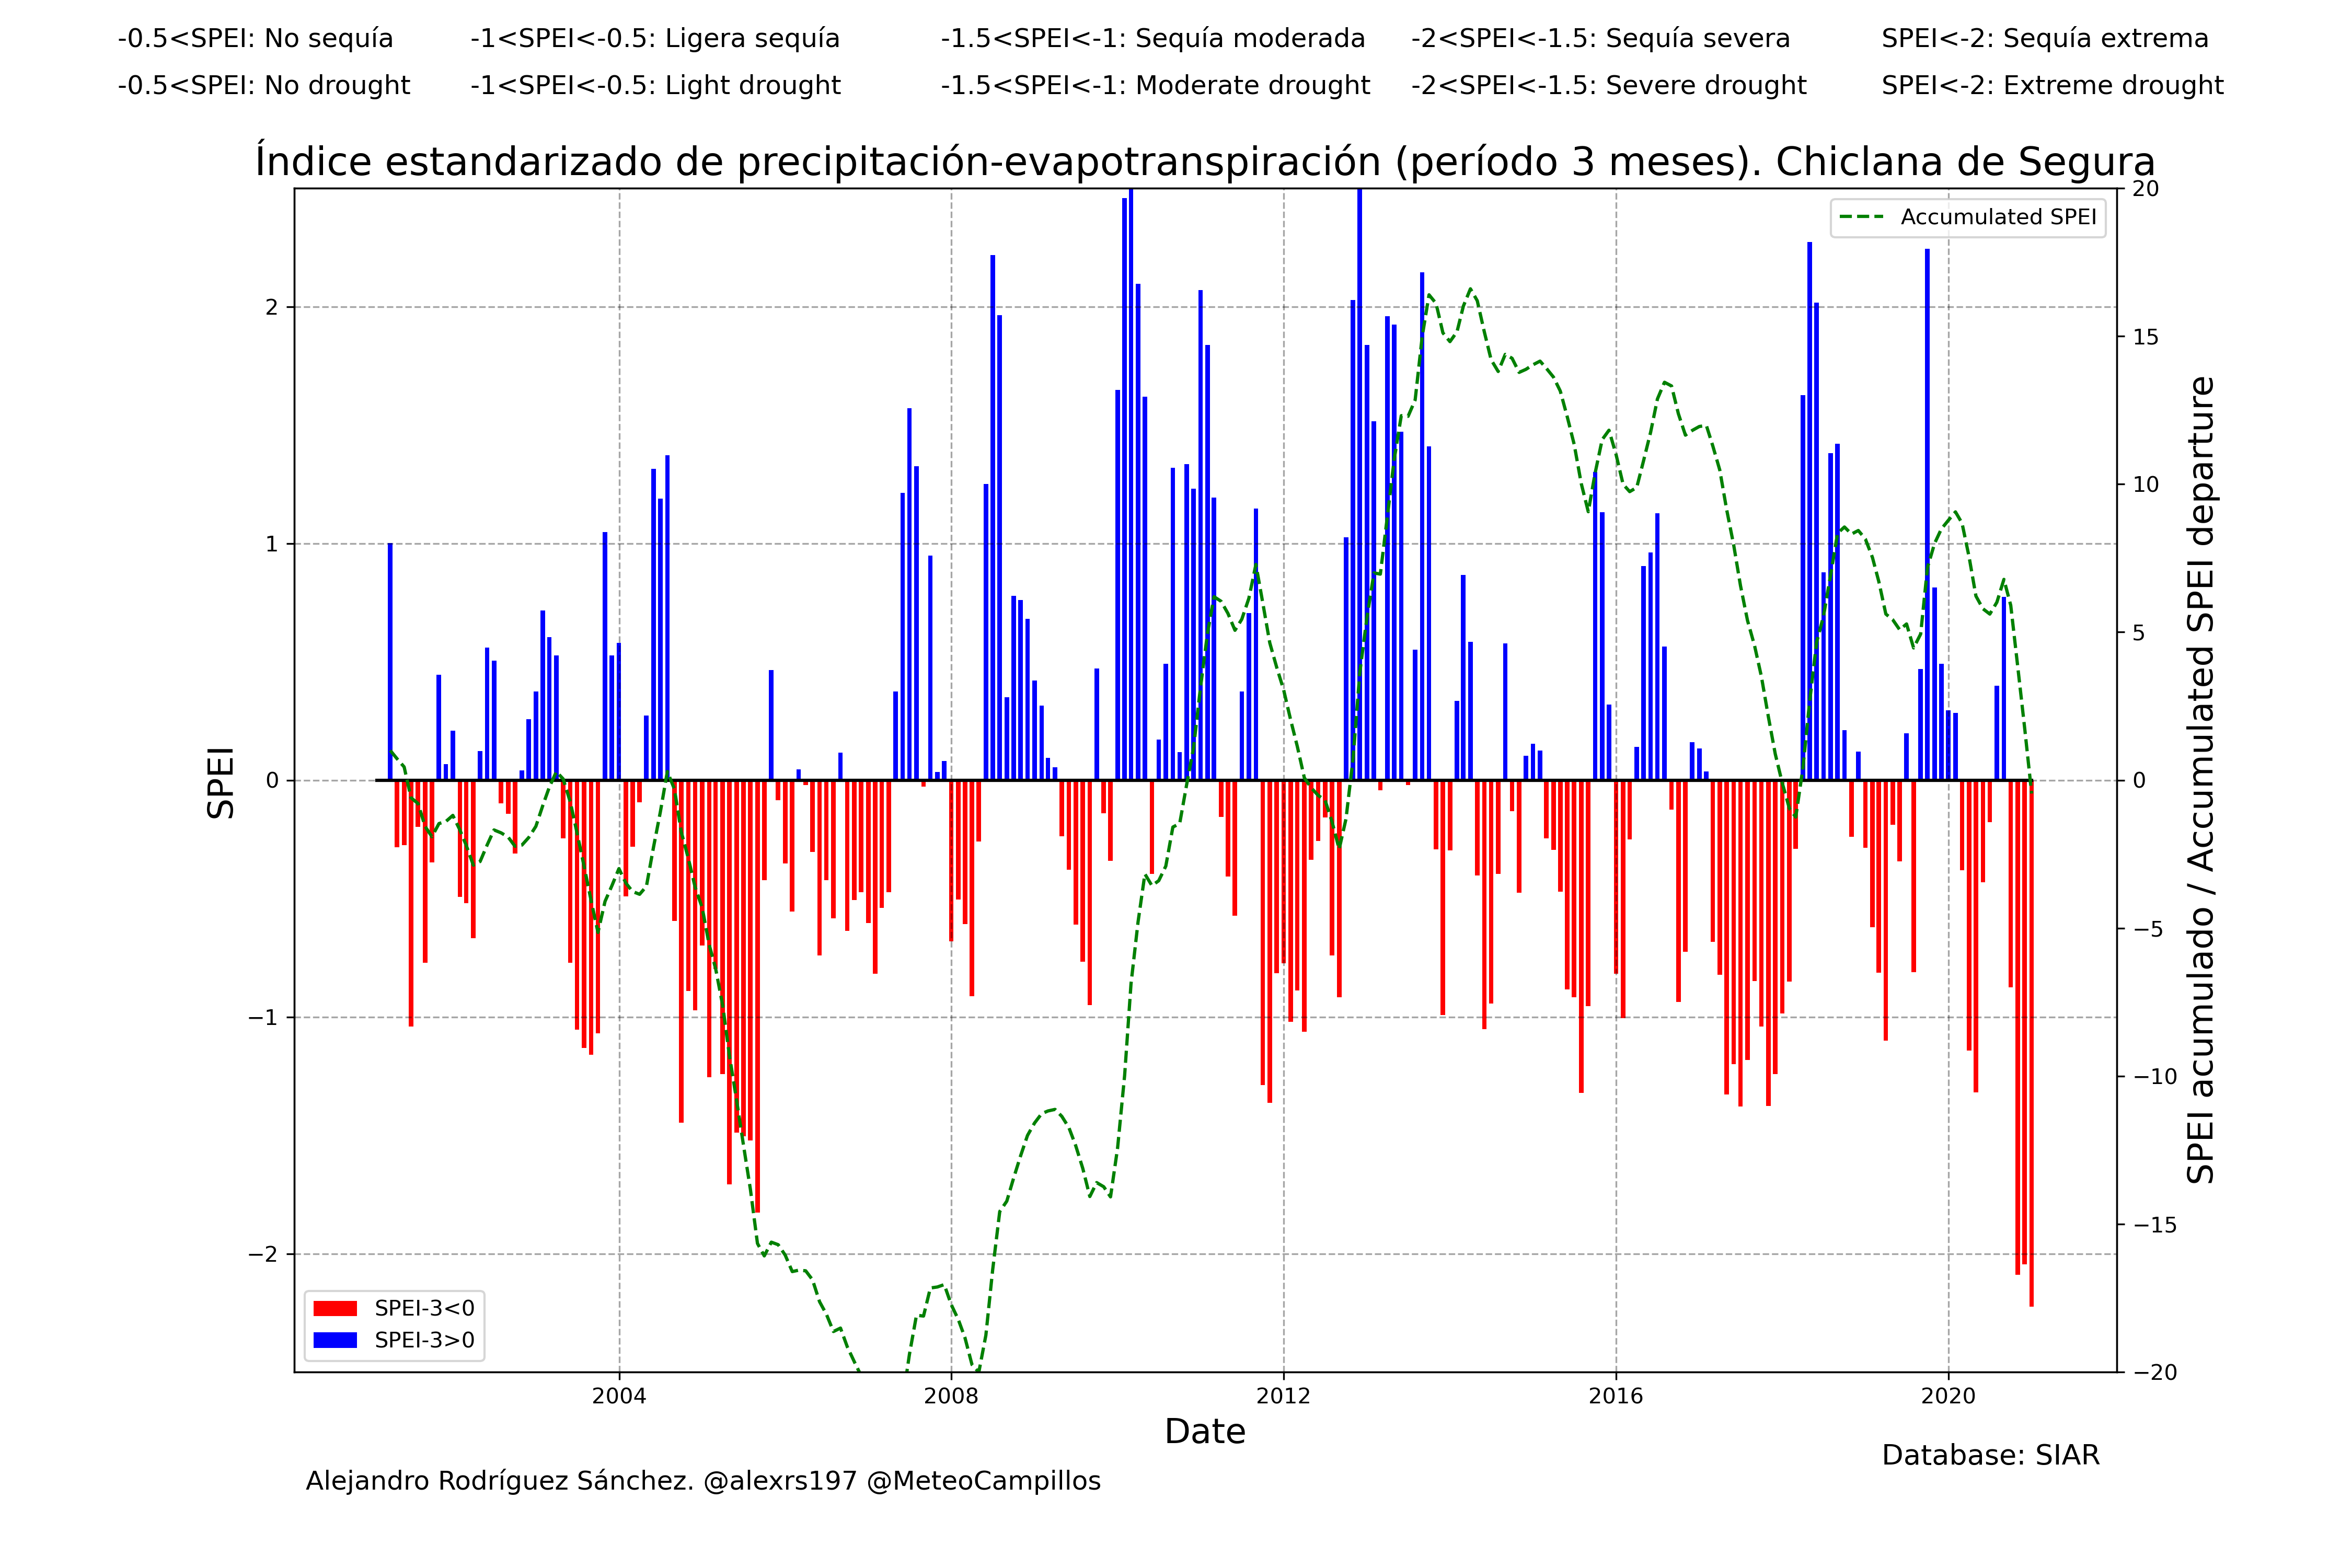 -0.5<SPEI: No sequía -1<SPEI<-0.5: Ligera sequía -1.5<SPEI<-1: Sequía moderada -2<SPEI<-1.5: Sequía severa SPEI<-2: Sequía extrema
-0.5<SPEI: No drought -1<SPEI<-0.5: Light drought -1.5<SPEI<-1: Moderate drought -2<SPEI<-1.5: Severe drought SPEI<-2: Extreme drought
Índice estandarizado de precipitación-evapotranspiración (período 3 meses). Chiclana de Segura
Accumulated SPEI
SPEI
2
1
0
−1
−2
20
15
10
5
0
−5
−10
−15
−20
SPEI acumulado / Accumulated SPEI departure
SPEI-3<0
SPEI-3>0
2004 2008 2012 2016 2020
Date
Database: SIAR
Alejandro Rodríguez Sánchez. @alexrs197 @MeteoCampillos